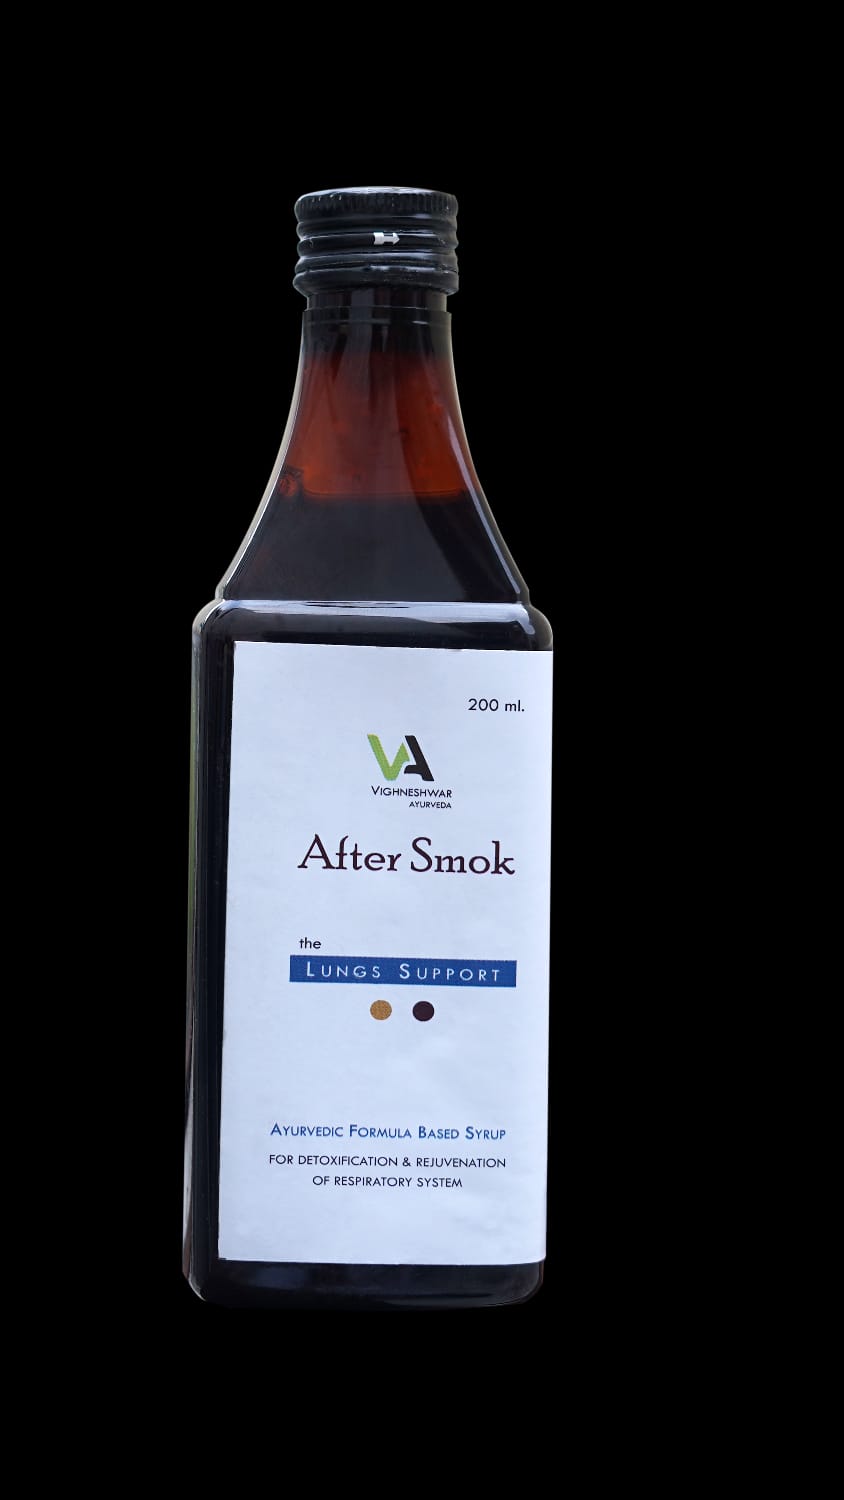 200 ml.
VA
VIGHNESHWAR
AYURVEDA
After Smok
the
LUNGS SUPPORT
AYURVEDIC FORMULA BASED SYRUP
FOR DETOXIFICATION & REJUVENATION
OF RESPIRATORY SYSTEM